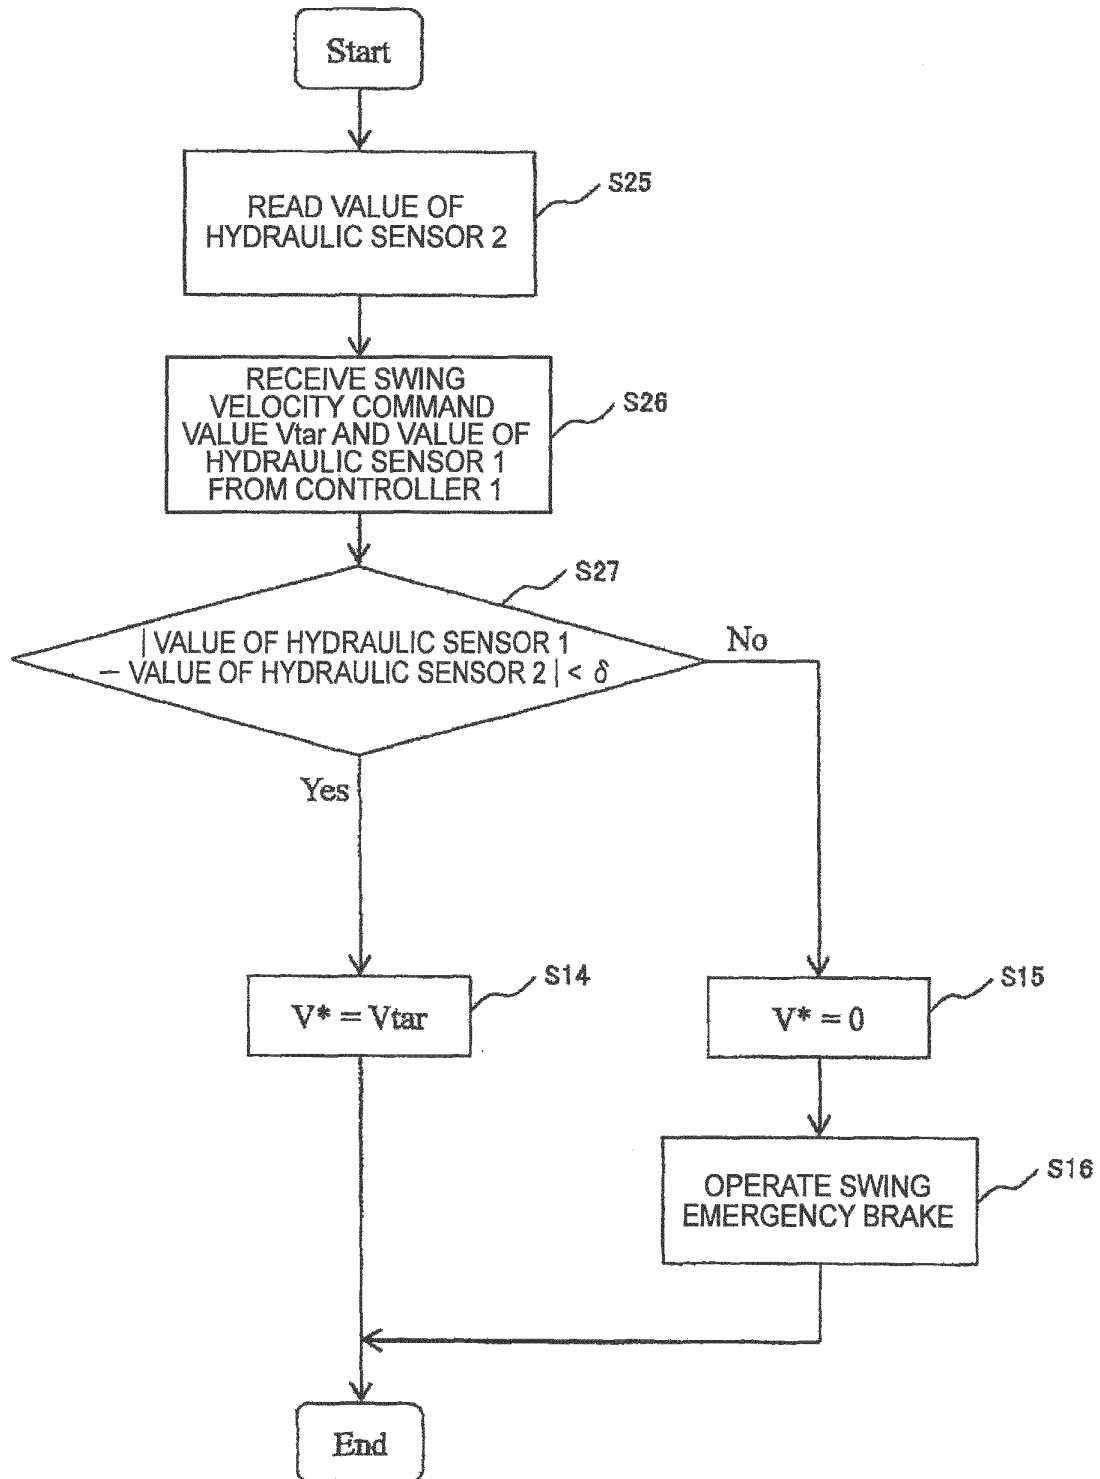 Start
READ VALUE OF
HYDRAULIC SENSOR 2
S25
RECEIVE SWING
VELOCITY COMMAND
VALUE Vtar AND VALUE OF
HYDRAULIC SENSOR 1
FROM CONTROLLER 1
S26
S27
| VALUE OF HYDRAULIC SENSOR 1
− VALUE OF HYDRAULIC SENSOR 2 | < δ
No
Yes
V* = Vtar
S14
V* = 0
S15
OPERATE SWING
EMERGENCY BRAKE
S16
End